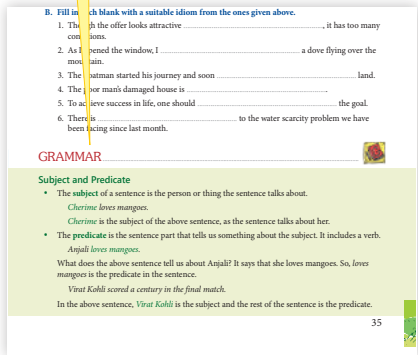 B. Fill in each blank with a suitable idiom from the ones given above.
1. Though the offer looks attractive ..................................................., it has too many
conditions.
2. As I opened the window, I ................................................... a dove flying over the
mountain.
3. The boatman started his journey and soon ................................................... land.
4. The poor man's damaged house is ....................................................
5. To achieve success in life, one should ................................................... the goal.
6. There is ................................................... to the water scarcity problem we have
been facing since last month.
GRAMMAR
Subject and Predicate
• The subject of a sentence is the person or thing the sentence talks about.
Cherime loves mangoes.
Cherime is the subject of the above sentence, as the sentence talks about her.
• The predicate is the sentence part that tells us something about the subject. It includes a verb.
Anjali loves mangoes.
What does the above sentence tell us about Anjali? It says that she loves mangoes. So, loves
mangoes is the predicate in the sentence.
Virat Kohli scored a century in the final match.
In the above sentence, Virat Kohli is the subject and the rest of the sentence is the predicate.
35